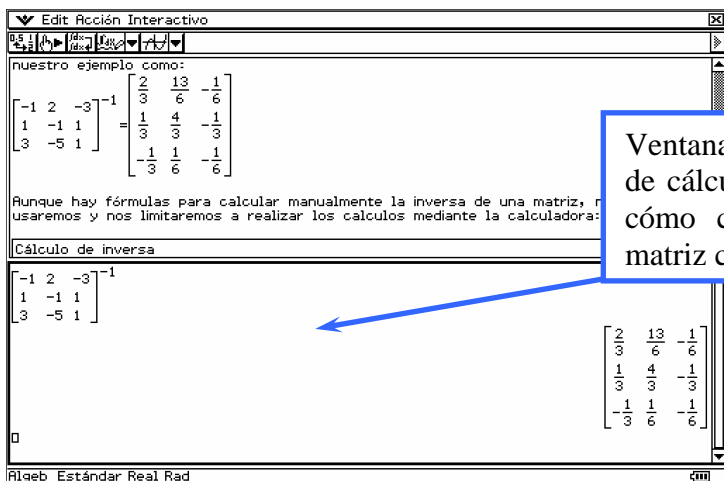 Edit Acción Interactivo
nuestro ejemplo como:
[-1 2 -3; 1 -1 1; 3 -5 1]^-1 = [2/3 13/6 -1/6; 1/3 4/3 -1/3; -1/3 1/6 -1/6]
Aunque hay fórmulas para calcular manualmente la inversa de una matriz, n
usaremos y nos limitaremos a realizar los calculos mediante la calculadora:
Cálculo de inversa
[-1 2 -3; 1 -1 1; 3 -5 1]^-1
[2/3 13/6 -1/6; 1/3 4/3 -1/3; -1/3 1/6 -1/6]
Algeb Estándar Real Rad
Ventana
de cálcu
cómo c
matriz c